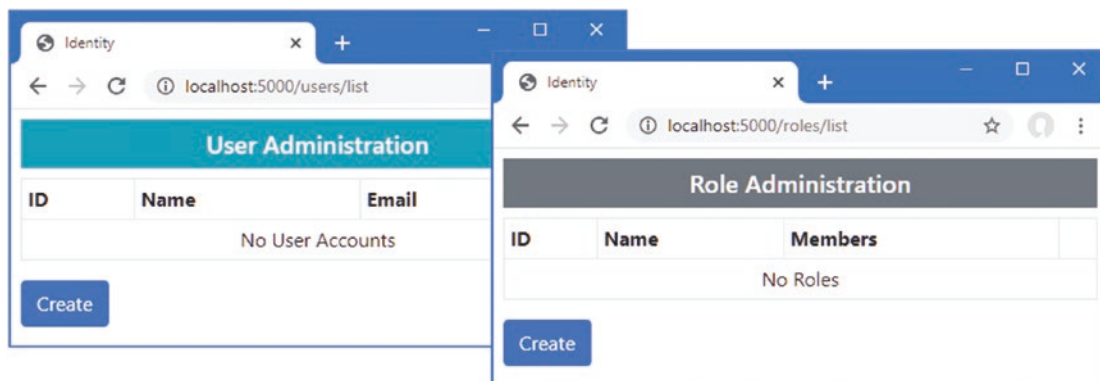 Identity
localhost:5000/users/list
User Administration
ID Name Email
No User Accounts
Create
Identity
localhost:5000/roles/list
Role Administration
ID Name Members
No Roles
Create